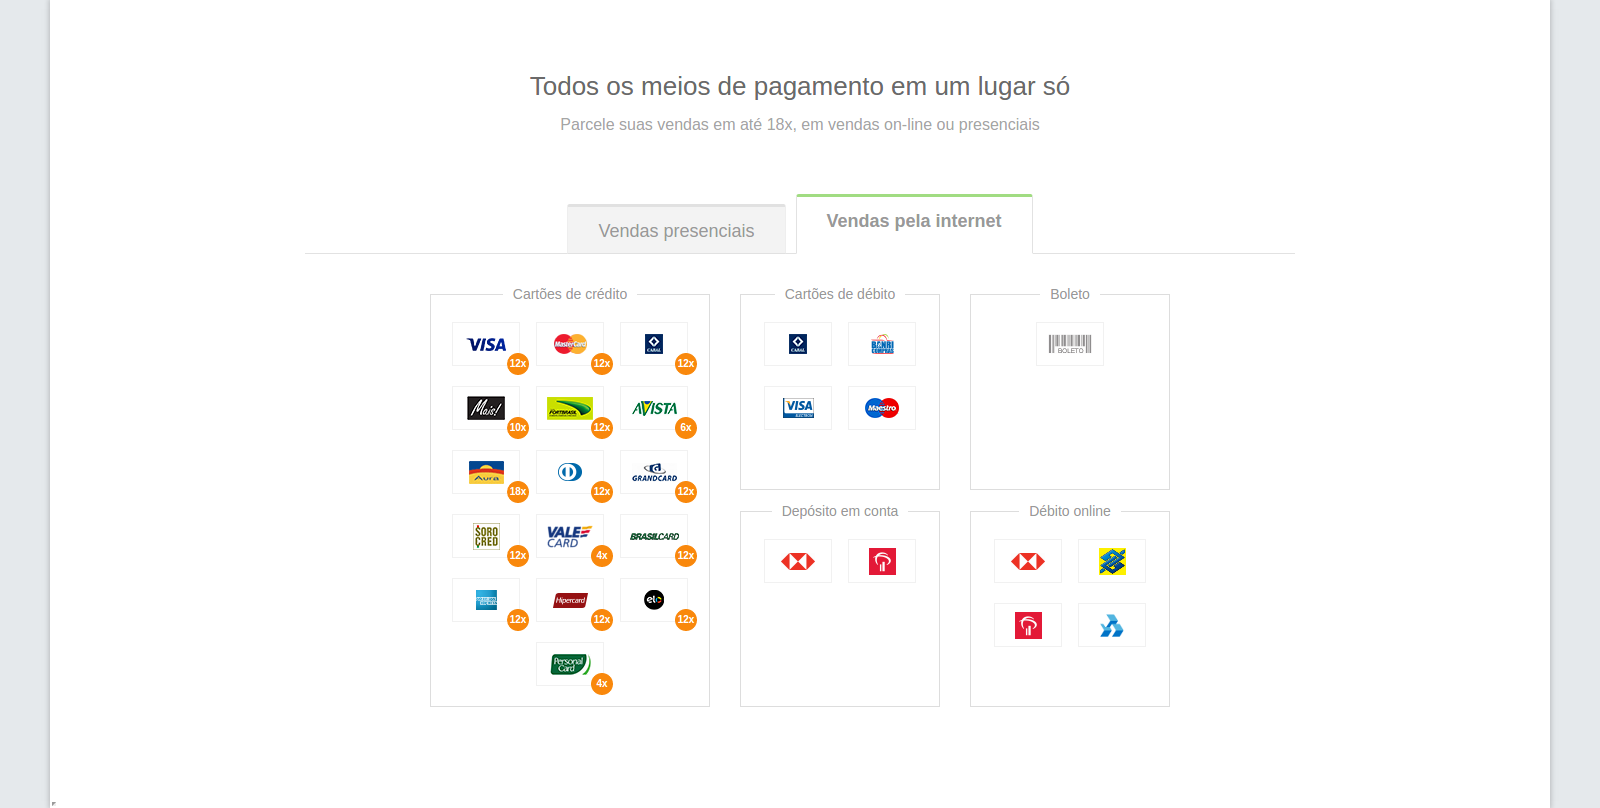 Todos os meios de pagamento em um lugar só
Parcele suas vendas em até 18x, em vendas on-line ou presenciais
Vendas presenciais
Vendas pela internet
Cartões de crédito
VISA
12x
MasterCard
12x
CABAL
12x
Mais!
10x
FORTBRASIL
12x
AVISTA
6x
Aura
18x
12x
GRANDCARD
12x
SORO
CRED
12x
VALE
CARD
4x
BRASILCARD
12x
12x
Hipercard
12x
elo
12x
Personal
Card
4x
Cartões de débito
CABAL
BANRI
COMPRAS
VISA
ELECTRON
Maestro
Boleto
BOLETO
Depósito em conta
Débito online